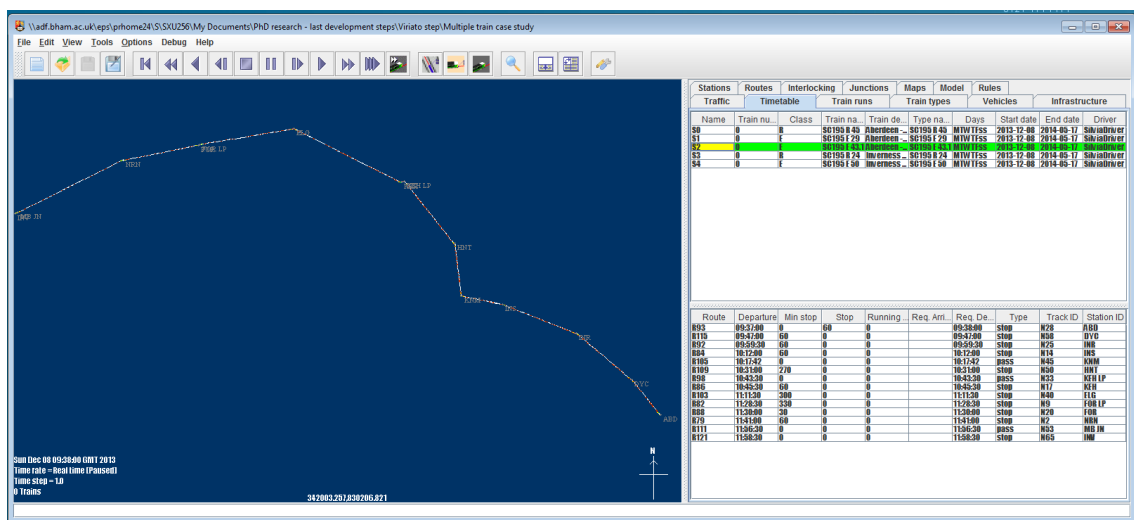 \\adf.bham.ac.uk\eps\prhome24\S\SXU256\My Documents\PhD research - last development steps\Viriato step\Multiple train case study
File Edit View Tools Options Debug Help
Stations Routes Interlocking Junctions Maps Model Rules
Traffic Timetable Train runs Train types Vehicles Infrastructure
Name Train nu... Class Train na... Train de... Type na... Days Start date End date Driver
S0 0 R SC195 R 45 Aberdeen -... SC195 R 45 MTWTFss 2013-12-08 2014-05-17 SilviaDriver
S1 0 E SC195 E 29 Aberdeen -... SC195 E 29 MTWTFss 2013-12-08 2014-05-17 SilviaDriver
S2 0 E SC195 E 43.1 Aberdeen -... SC195 E 43.1 MTWTFss 2013-12-08 2014-05-17 SilviaDriver
S3 0 R SC195 R 24 Inverness ... SC195 R 24 MTWTFss 2013-12-08 2014-05-17 SilviaDriver
S4 0 E SC195 E 50 Inverness ... SC195 E 50 MTWTFss 2013-12-08 2014-05-17 SilviaDriver
ELG
LP
NRN
LP
JN
HNT
KNM
INS
INR
DYC
ABD
N
Route Departure Min stop Stop Running ... Req. Arri... Req. De... Type Track ID Station ID
R93 09:37:00 0 60 0 09:38:00 stop N28 ABD
R115 09:47:00 60 0 0 09:47:00 stop N58 DYC
R92 09:59:30 60 0 0 09:59:30 stop N25 INR
R84 10:12:00 60 0 0 10:12:00 stop N14 INS
R105 10:17:42 0 0 0 10:17:42 pass N45 KNM
R109 10:31:00 270 0 0 10:31:00 stop N50 HNT
R98 10:43:30 0 0 0 10:43:30 pass N33 KEH LP
R86 10:45:30 60 0 0 10:45:30 stop N17 KEH
R103 11:11:30 300 0 0 11:11:30 stop N40 ELG
R82 11:28:30 330 0 0 11:28:30 stop N9 FOR LP
R88 11:30:00 30 0 0 11:30:00 stop N20 FOR
R79 11:41:00 60 0 0 11:41:00 stop N2 NRN
R111 11:56:30 0 0 0 11:56:30 pass N53 MB JN
R121 11:58:30 0 0 0 11:58:30 stop N65 INV
Sun Dec 08 09:38:00 GMT 2013
Time rate = Real time [Paused]
Time step = 1.0
0 Trains
342003.257,830206.821